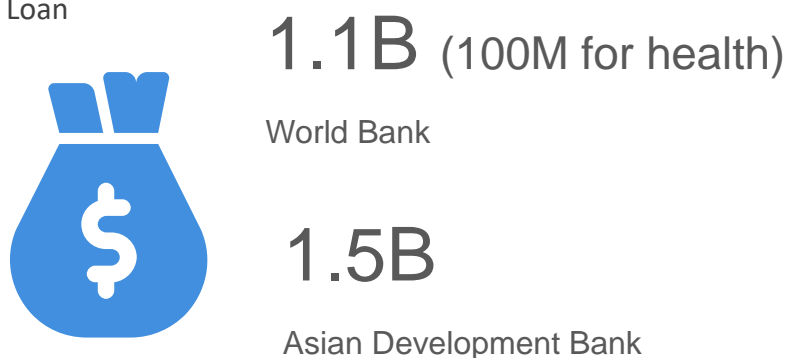 Loan
1.1B (100M for health)
World Bank
$
1.5B
Asian Development Bank